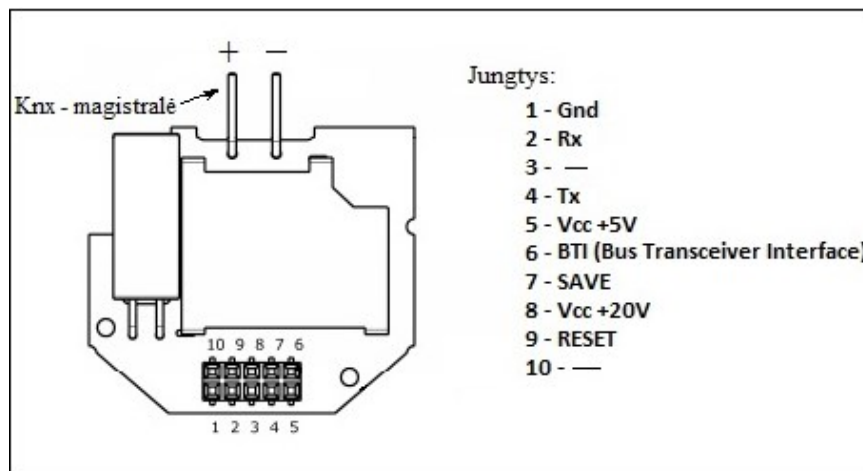 + —
Knx - magistralė
Jungtys:
1 - Gnd
2 - Rx
3 - —
4 - Tx
5 - Vcc +5V
6 - BTI (Bus Transceiver Interface)
7 - SAVE
8 - Vcc +20V
9 - RESET
10 - —
10 9 8 7 6
1 2 3 4 5